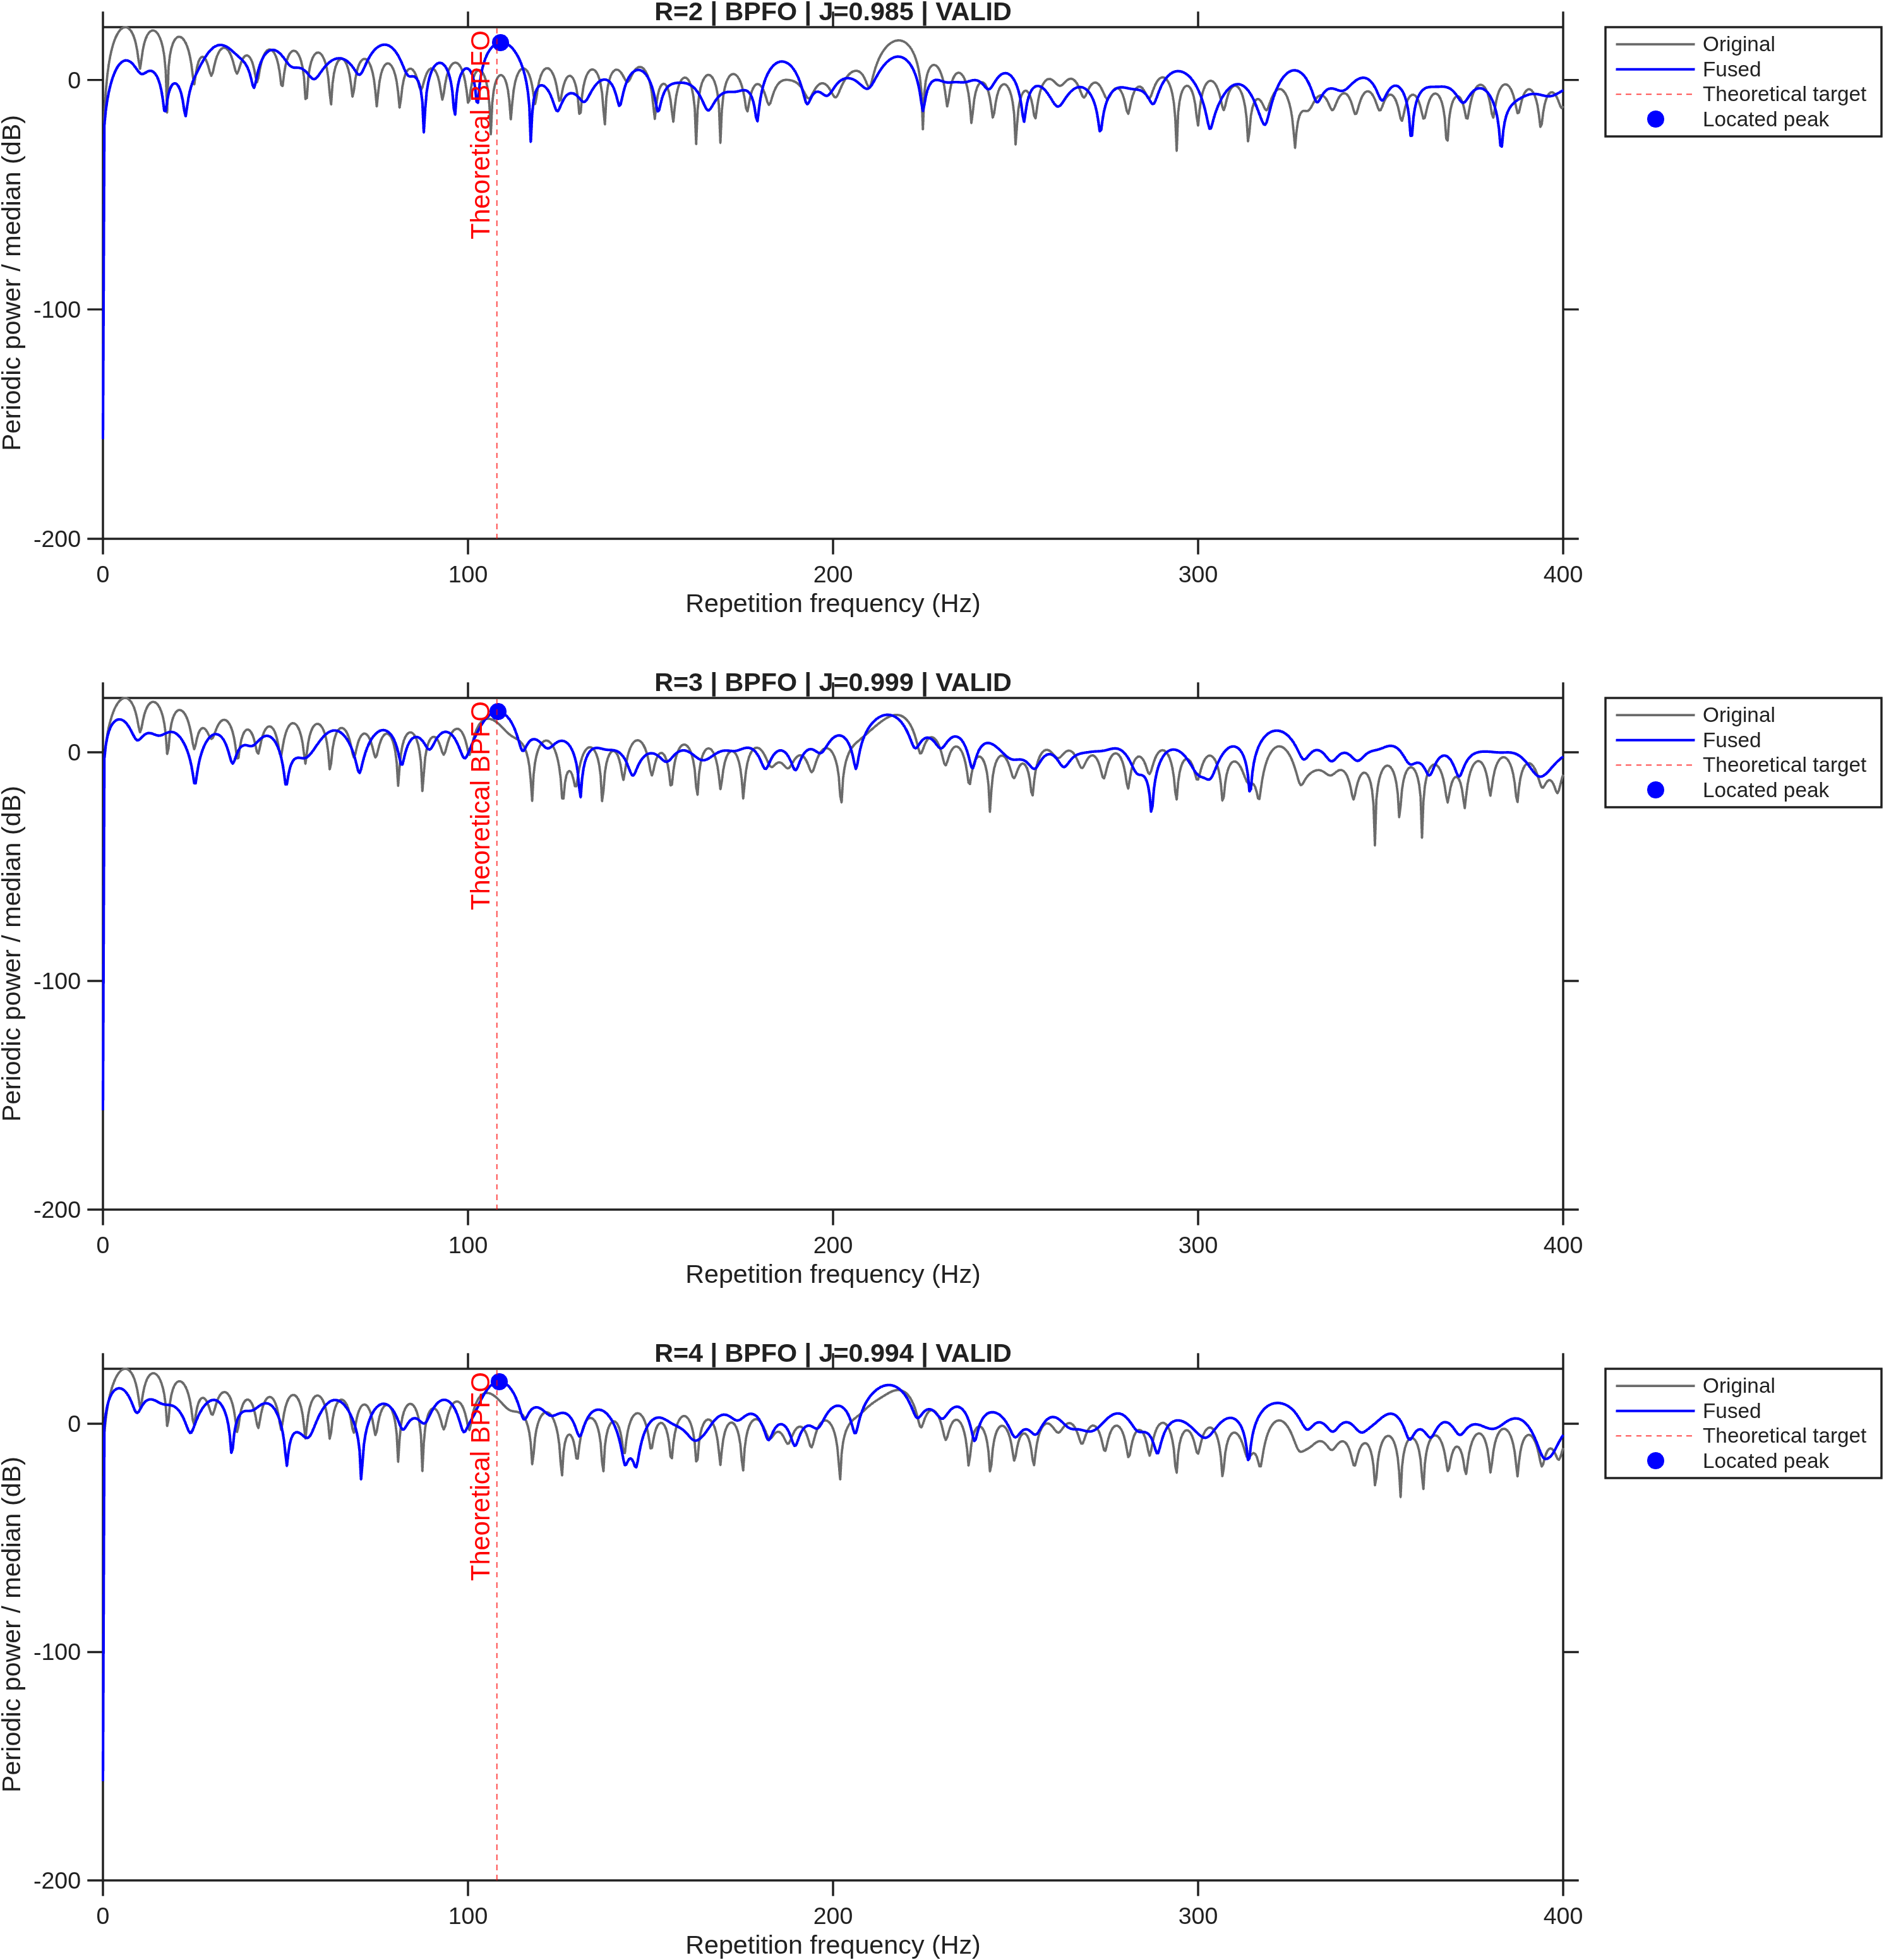 R=2 | BPFO | J=0.985 | VALID
Periodic power / median (dB)
0
-100
-200
Theoretical BPFO
0 100 200 300 400
Repetition frequency (Hz)
Original
Fused
Theoretical target
Located peak
R=3 | BPFO | J=0.999 | VALID
Periodic power / median (dB)
0
-100
-200
Theoretical BPFO
0 100 200 300 400
Repetition frequency (Hz)
Original
Fused
Theoretical target
Located peak
R=4 | BPFO | J=0.994 | VALID
Periodic power / median (dB)
0
-100
-200
Theoretical BPFO
0 100 200 300 400
Repetition frequency (Hz)
Original
Fused
Theoretical target
Located peak